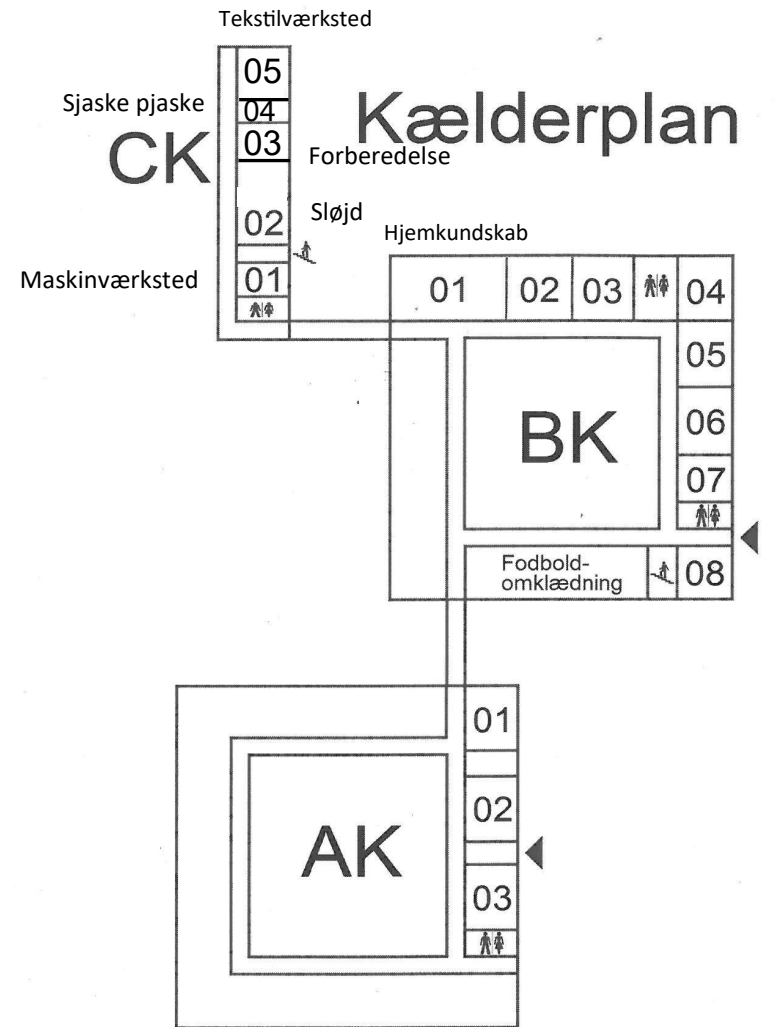 Tekstilværksted
05
Sjaske pjaske
04
Kælderplan
CK
03
Forberedelse
02
Sløjd
Hjemkundskab
Maskinværksted
01
01
02
03
04
05
BK
06
07
Fodbold-
omklædning
08
01
02
AK
03